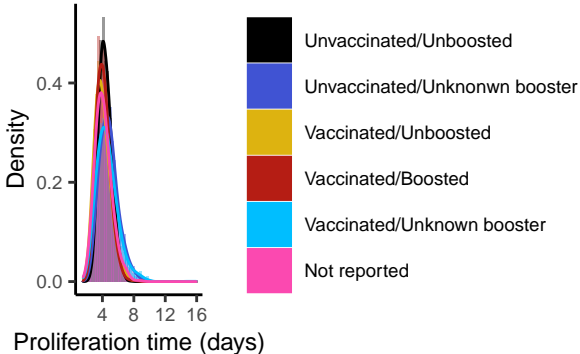 Density
0.4
0.2
0.0
4 8 12 16
Proliferation time (days)
Unvaccinated/Unboosted
Unvaccinated/Unknonwn booster
Vaccinated/Unboosted
Vaccinated/Boosted
Vaccinated/Unknown booster
Not reported